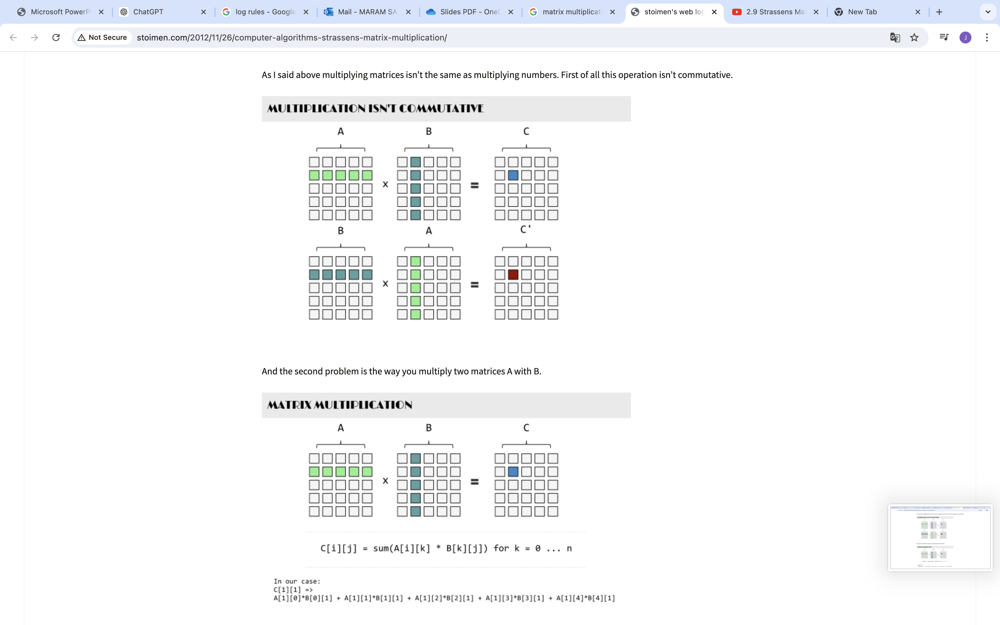 Microsoft PowerP
ChatGPT
log rules - Google
Mail - MARAM SA
Slides PDF - OneD
matrix multiplicati
stoimen's web log
2.9 Strassens Mat
New Tab
Not Secure
stoimen.com/2012/11/26/computer-algorithms-strassens-matrix-multiplication/
J
As I said above multiplying matrices isn’t the same as multiplying numbers. First of all this operation isn’t commutative.
MULTIPLICATION ISN'T COMMUTATIVE
A B C
x =
B A C'
x =
And the second problem is the way you multiply two matrices A with B.
MATRIX MULTIPLICATION
A B C
x =
C[i][j] = sum(A[i][k] * B[k][j]) for k = 0 ... n
In our case:
C[1][1] =>
A[1][0]*B[0][1] + A[1][1]*B[1][1] + A[1][2]*B[2][1] + A[1][3]*B[3][1] + A[1][4]*B[4][1]